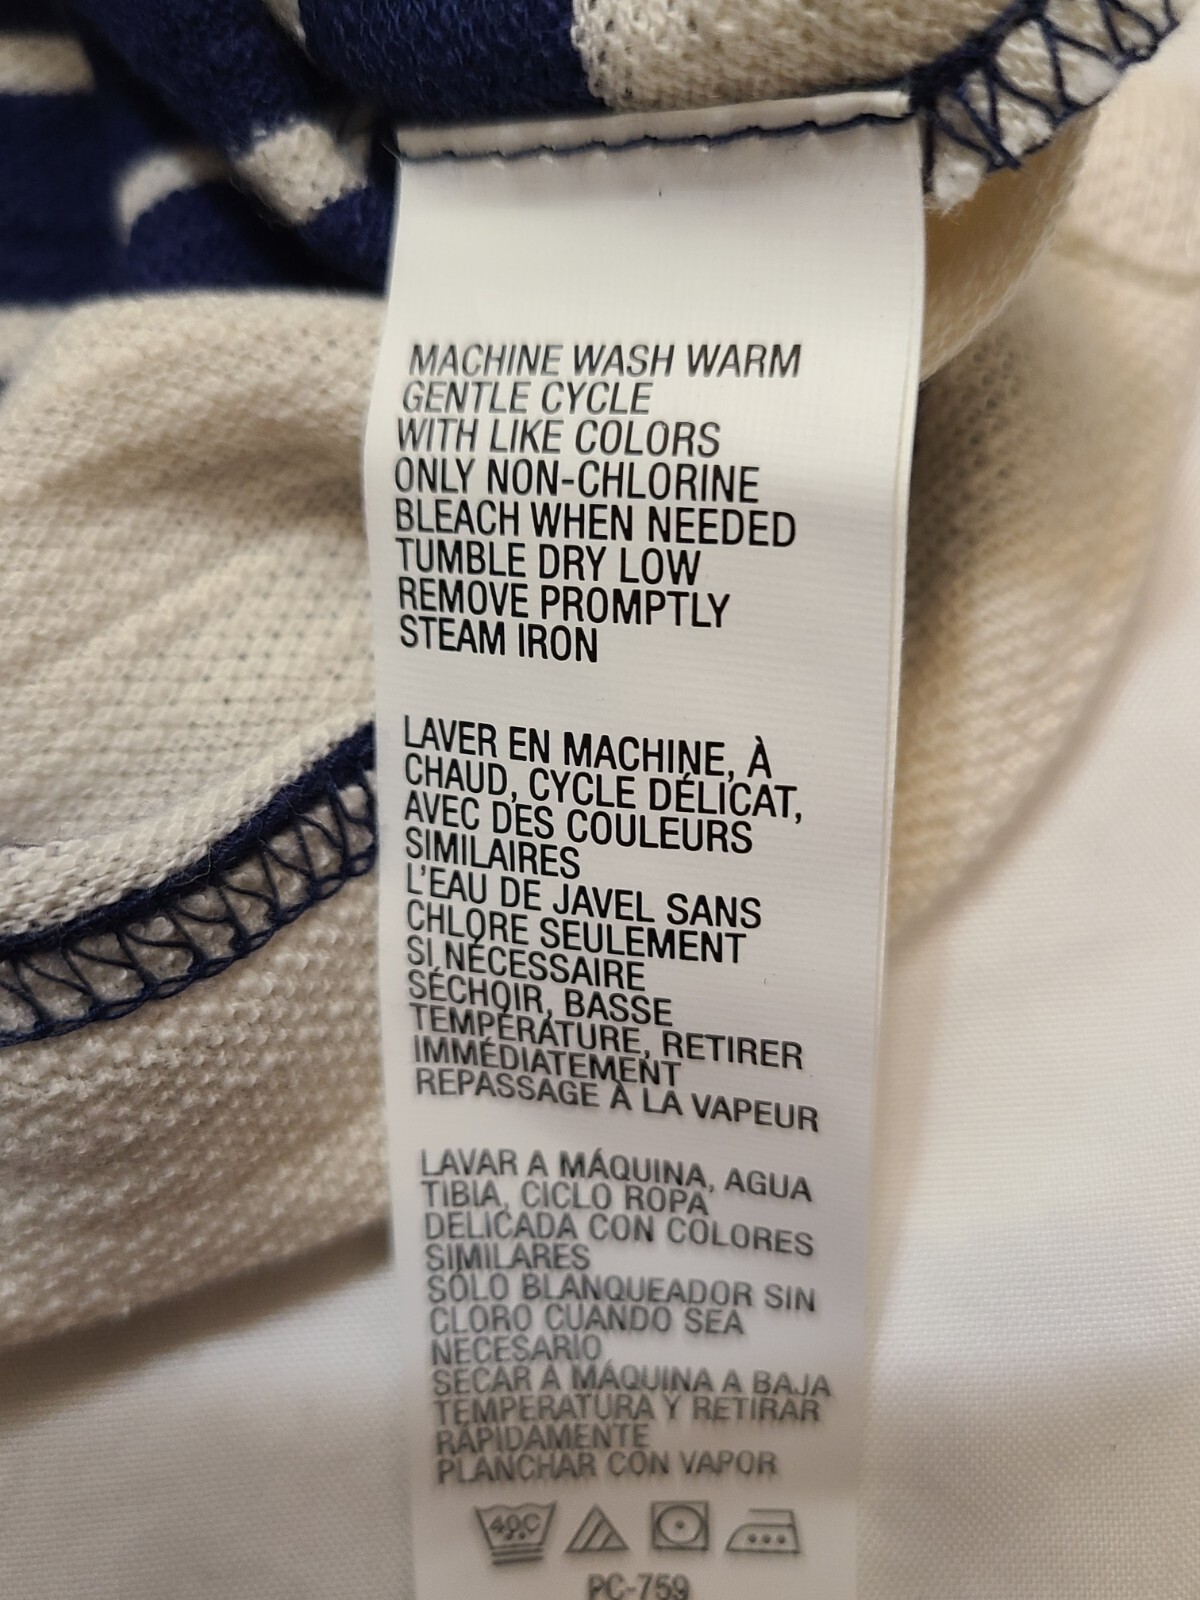 MACHINE WASH WARM
GENTLE CYCLE
WITH LIKE COLORS
ONLY NON-CHLORINE
BLEACH WHEN NEEDED
TUMBLE DRY LOW
REMOVE PROMPTLY
STEAM IRON
LAVER EN MACHINE, À
CHAUD, CYCLE DÉLICAT,
AVEC DES COULEURS
SIMILAIRES
L'EAU DE JAVEL SANS
CHLORE SEULEMENT
SI NÉCESSAIRE
SÉCHOIR, BASSE
TEMPÉRATURE, RETIRER
IMMÉDIATEMENT
REPASSAGE À LA VAPEUR
LAVAR A MÁQUINA, AGUA
TIBIA, CICLO ROPA
DELICADA CON COLORES
SIMILARES
SÓLO BLANQUEADOR SIN
CLORO CUANDO SEA
NECESARIO
SECAR A MÁQUINA A BAJA
TEMPERATURA Y RETIRAR
RÁPIDAMENTE
PLANCHAR CON VAPOR
40C
PC-759